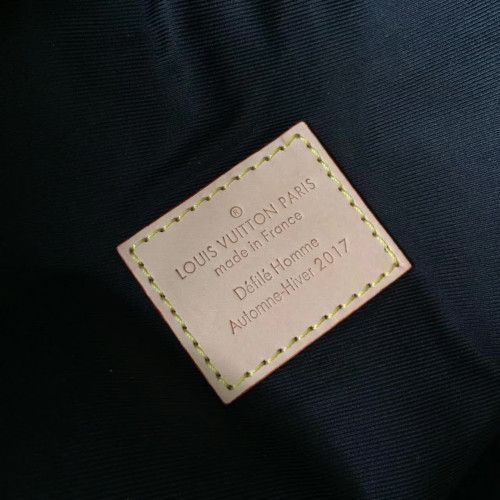 ®
LOUIS VUITTON PARIS
made in France
Défilé Homme
Automne-Hiver 2017